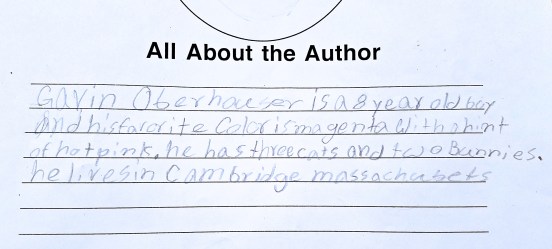 All About the Author
Gavin Oberhauser is a 8 year old boy
And his favorite Color is magenta With a hint
of hot pink. he has three cats and two Bunnies.
he lives in Cambridge massachusets